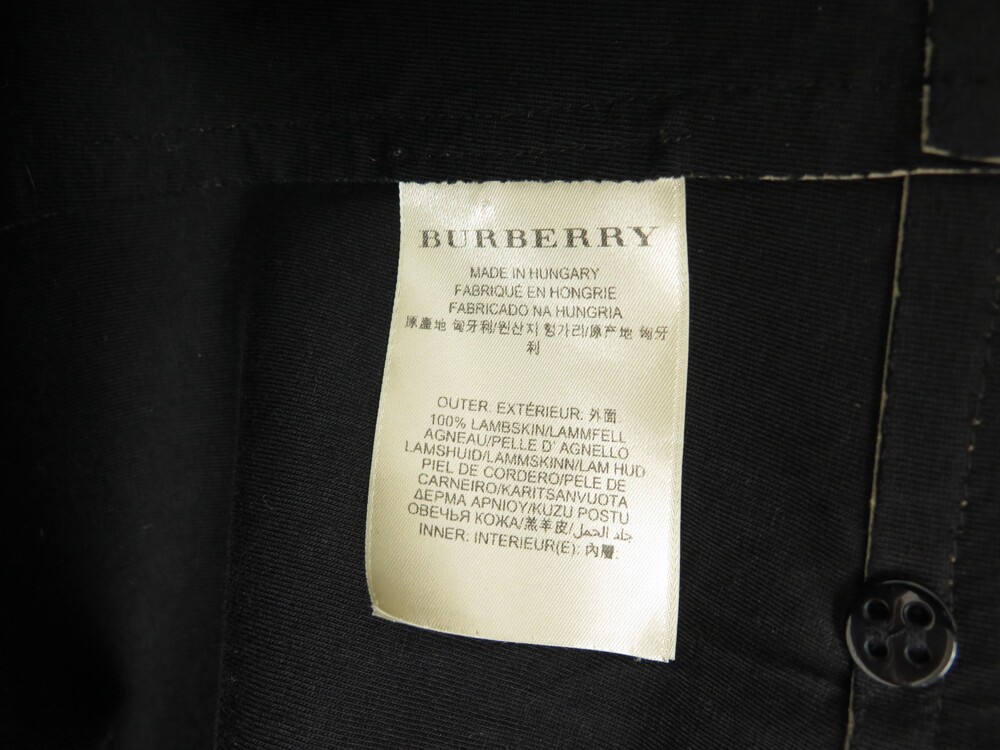 BURBERRY
MADE IN HUNGARY
FABRIQUÉ EN HONGRIE
FABRICADO NA HUNGRIA
原產地 匈牙利/원산지 헝가리/原产地 匈牙
利
OUTER: EXTÉRIEUR: 外面:
100% LAMBSKIN/LAMMFELL
AGNEAU/PELLE D' AGNELLO
LAMSHUID/LAMMSKINN/LAM HUD
PIEL DE CORDERO/PELE DE
CARNEIRO/KARITSANVUOTA
ΔΕΡΜΑ ΑΡΝΙΟΥ/KUZU POSTU
ОВЕЧЬЯ КОЖА/羔羊皮/جلد الحمل
INNER: INTERIEUR(E): 內層: